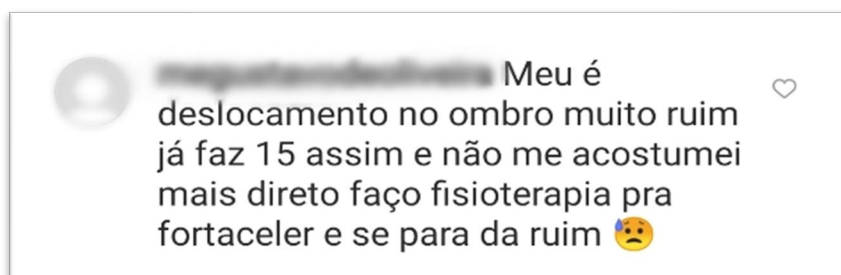 Meu é
deslocamento no ombro muito ruim
já faz 15 assim e não me acostumei
mais direto faço fisioterapia pra
fortaceler e se para da ruim 😥